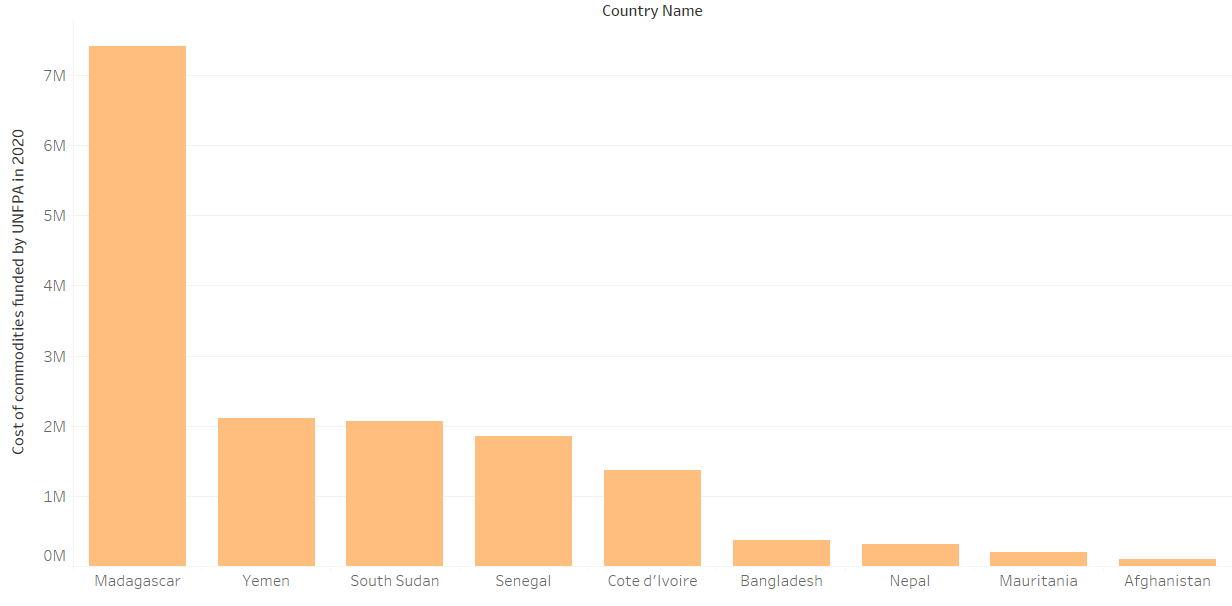 Country Name
Cost of commodities funded by UNFPA in 2020
7M
6M
5M
4M
3M
2M
1M
0M
Madagascar
Yemen
South Sudan
Senegal
Cote d’Ivoire
Bangladesh
Nepal
Mauritania
Afghanistan